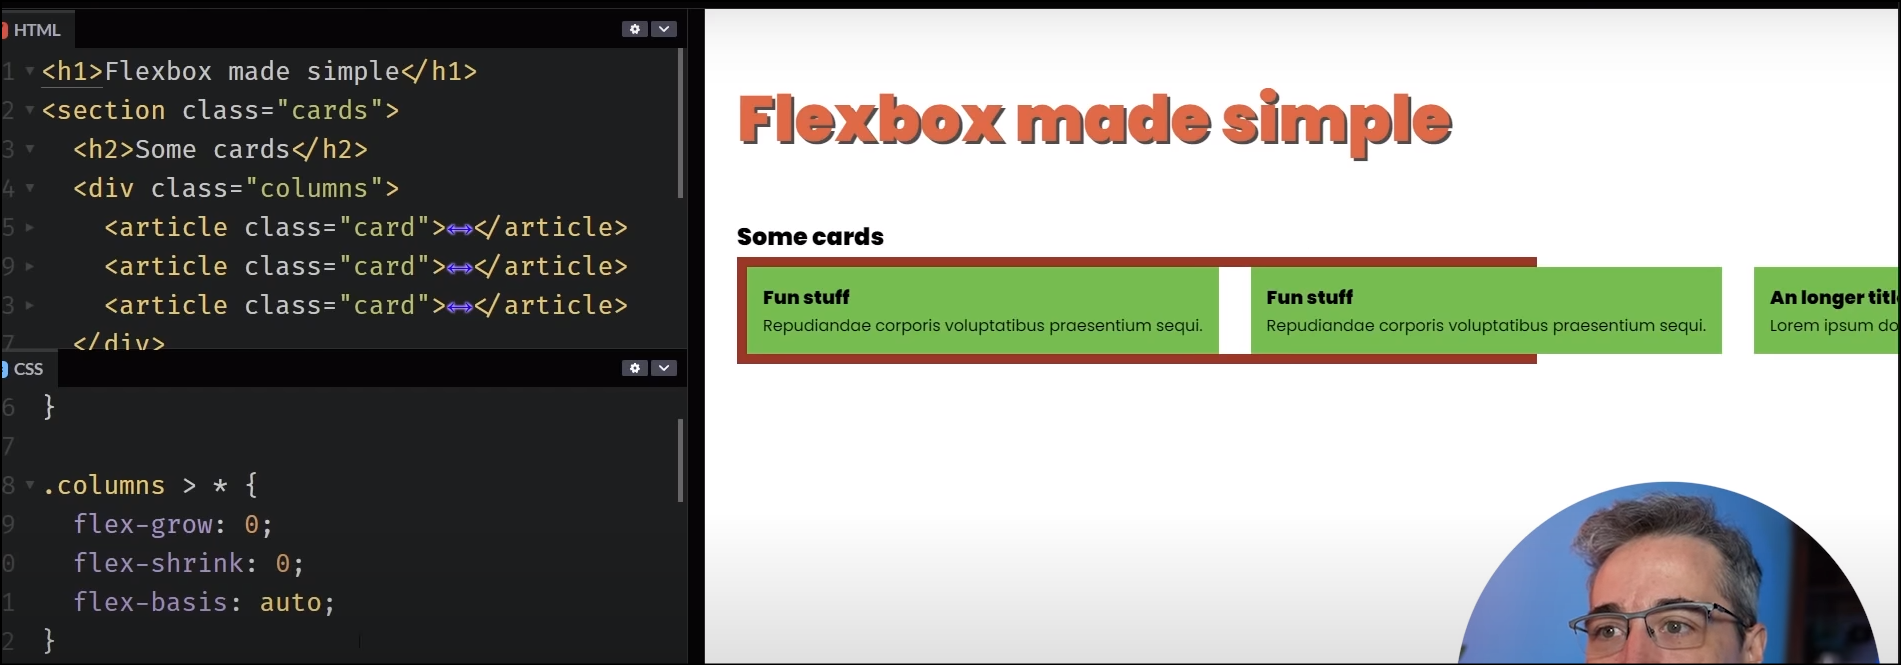 HTML
1 <h1>Flexbox made simple</h1>
2 <section class="cards">
3 <h2>Some cards</h2>
4 <div class="columns">
5 <article class="card">↔</article>
9 <article class="card">↔</article>
3 <article class="card">↔</article>
7 </div>
CSS
6 }
7
8 .columns > * {
9 flex-grow: 0;
0 flex-shrink: 0;
1 flex-basis: auto;
2 }
Flexbox made simple
Some cards
Fun stuff
Repudiandae corporis voluptatibus praesentium sequi.
Fun stuff
Repudiandae corporis voluptatibus praesentium sequi.
An longer
Lorem ipsum